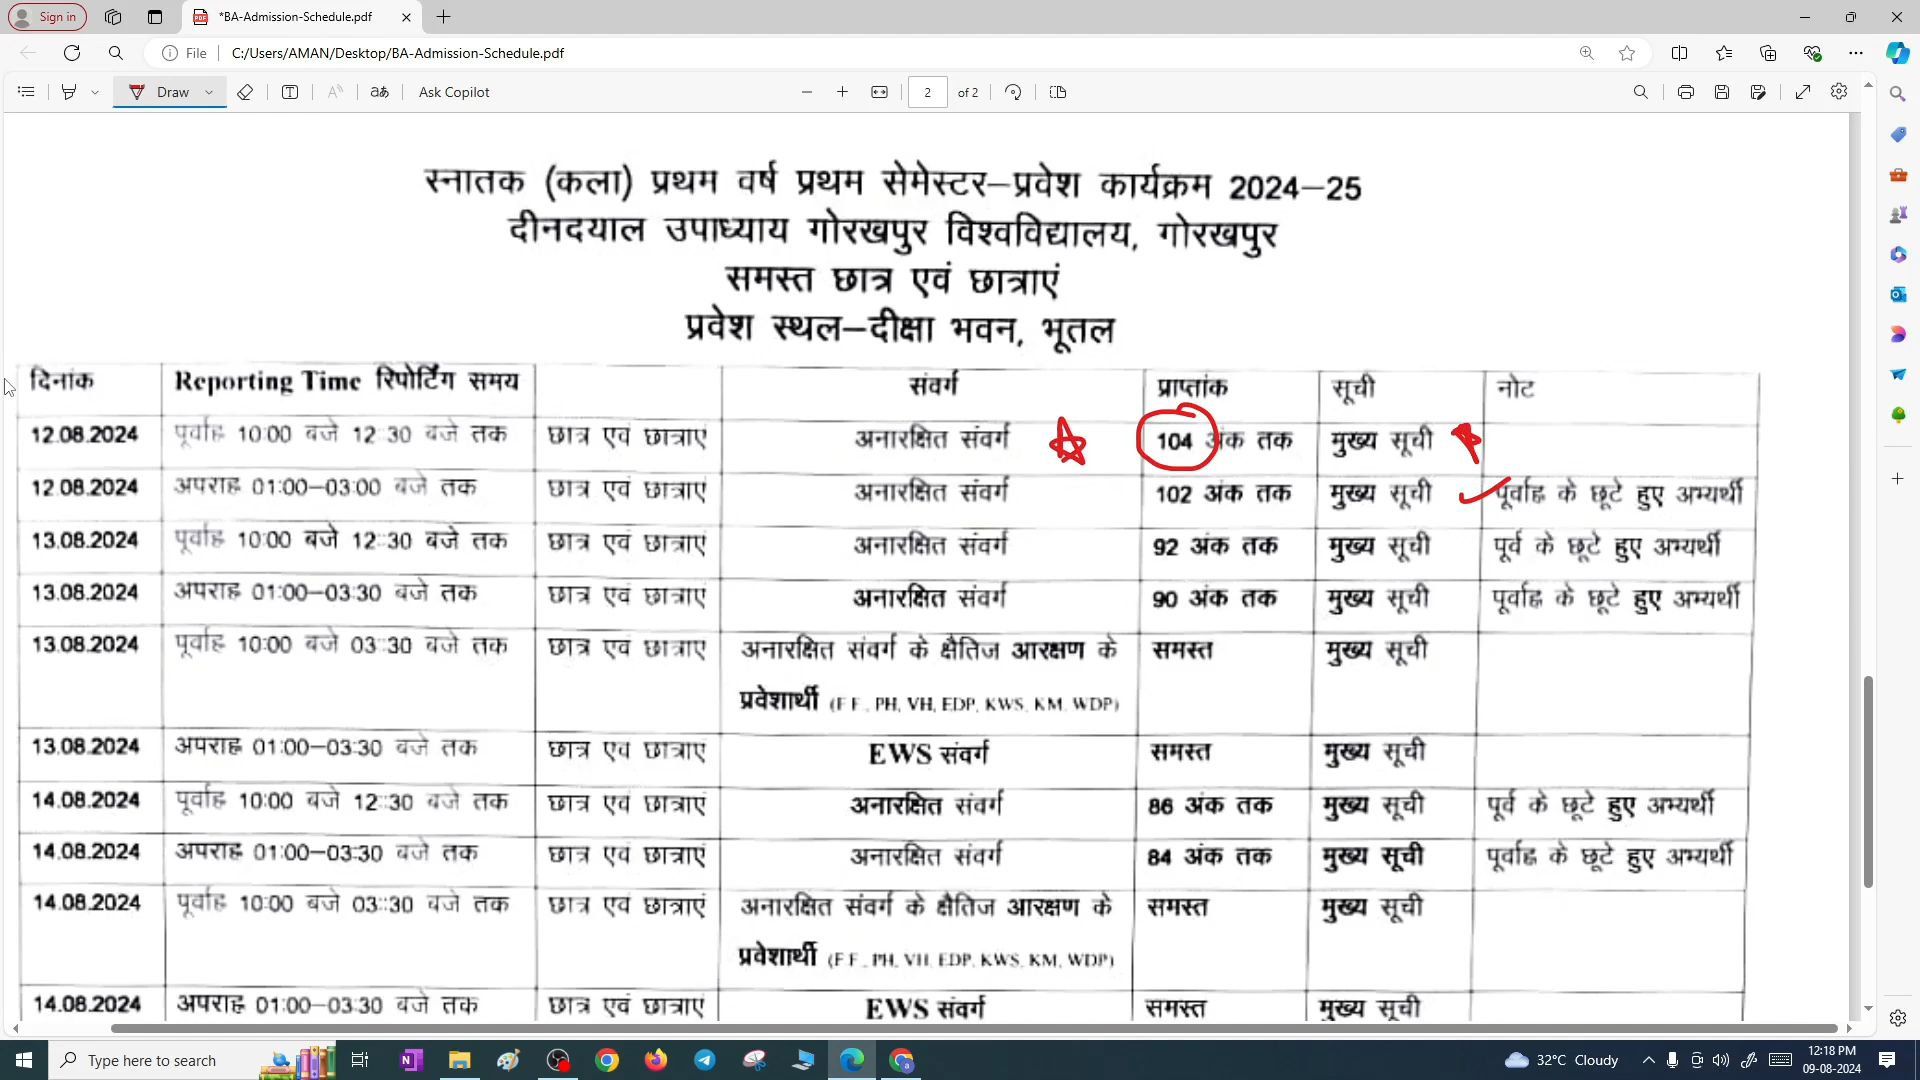 Sign in
*BA-Admission-Schedule.pdf
File
C:/Users/AMAN/Desktop/BA-Admission-Schedule.pdf
Draw
aあ
Ask Copilot
2 of 2
स्नातक (कला) प्रथम वर्ष प्रथम सेमेस्टर–प्रवेश कार्यक्रम 2024–25
दीनदयाल उपाध्याय गोरखपुर विश्वविद्यालय, गोरखपुर
समस्त छात्र एवं छात्राएं
प्रवेश स्थल–दीक्षा भवन, भूतल
दिनांक Reporting Time रिपोर्टिंग समय संवर्ग प्राप्तांक सूची नोट
12.08.2024 पूर्वाह्न 10:00 बजे 12:30 बजे तक छात्र एवं छात्राएं अनारक्षित संवर्ग 104 अंक तक मुख्य सूची
12.08.2024 अपराह्न 01:00–03:00 बजे तक छात्र एवं छात्राएं अनारक्षित संवर्ग 102 अंक तक मुख्य सूची पूर्वाह्न के छूटे हुए अभ्यर्थी
13.08.2024 पूर्वाह्न 10:00 बजे 12:30 बजे तक छात्र एवं छात्राएं अनारक्षित संवर्ग 92 अंक तक मुख्य सूची पूर्व के छूटे हुए अभ्यर्थी
13.08.2024 अपराह्न 01:00–03:30 बजे तक छात्र एवं छात्राएं अनारक्षित संवर्ग 90 अंक तक मुख्य सूची पूर्वाह्न के छूटे हुए अभ्यर्थी
13.08.2024 पूर्वाह्न 10:00 बजे 03:30 बजे तक छात्र एवं छात्राएं अनारक्षित संवर्ग के क्षैतिज आरक्षण के समस्त मुख्य सूची
प्रवेशार्थी (F F , PH, VH, EDP, KWS, KM, WDP)
13.08.2024 अपराह्न 01:00–03:30 बजे तक छात्र एवं छात्राएं EWS संवर्ग समस्त मुख्य सूची
14.08.2024 पूर्वाह्न 10:00 बजे 12:30 बजे तक छात्र एवं छात्राएं अनारक्षित संवर्ग 86 अंक तक मुख्य सूची पूर्व के छूटे हुए अभ्यर्थी
14.08.2024 अपराह्न 01:00–03:30 बजे तक छात्र एवं छात्राएं अनारक्षित संवर्ग 84 अंक तक मुख्य सूची पूर्वाह्न के छूटे हुए अभ्यर्थी
14.08.2024 पूर्वाह्न 10:00 बजे 03:30 बजे तक छात्र एवं छात्राएं अनारक्षित संवर्ग के क्षैतिज आरक्षण के समस्त मुख्य सूची
प्रवेशार्थी (F F , PH, VH, EDP, KWS, KM, WDP)
14.08.2024 अपराह्न 01:00–03:30 बजे तक छात्र एवं छात्राएं EWS संवर्ग समस्त मुख्य सूची
Type here to search
32°C Cloudy
12:18 PM
09-08-2024